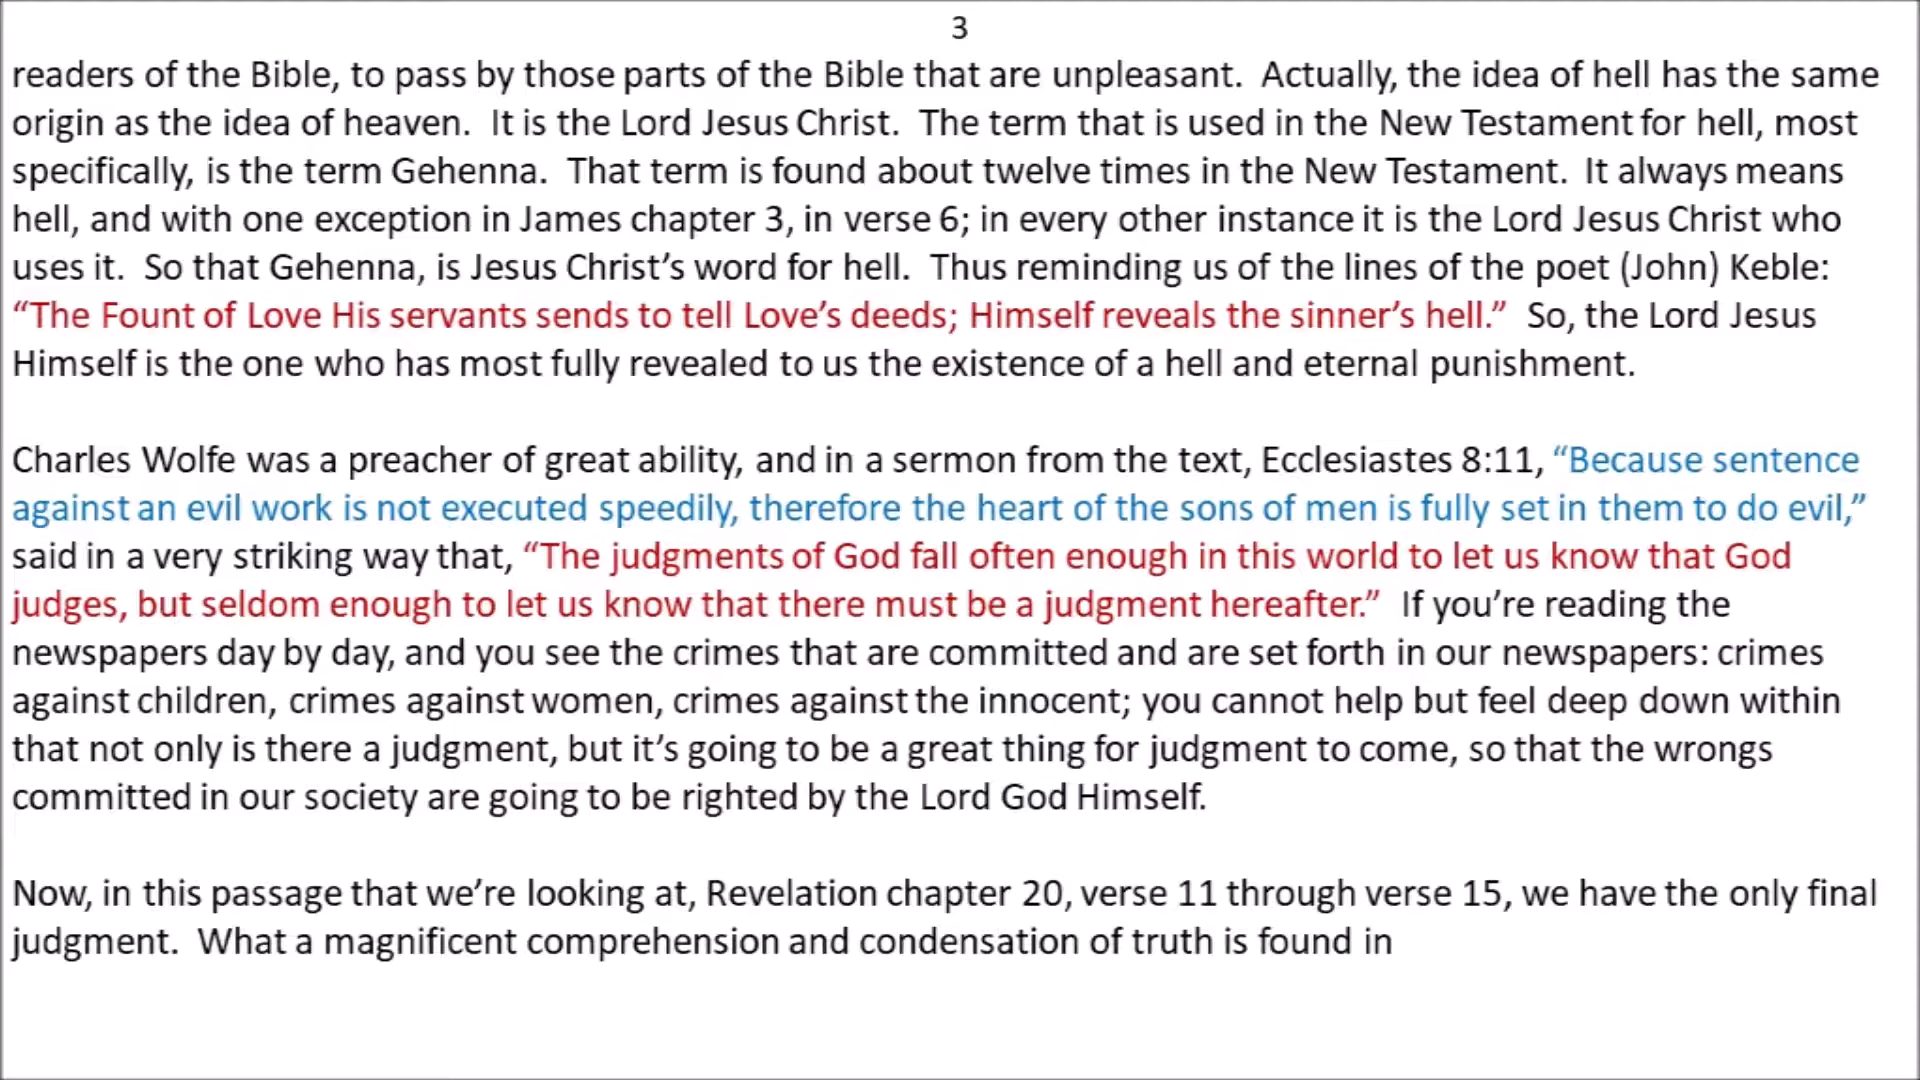 3
readers of the Bible, to pass by those parts of the Bible that are unpleasant.  Actually, the idea of hell has the same
origin as the idea of heaven.  It is the Lord Jesus Christ.  The term that is used in the New Testament for hell, most
specifically, is the term Gehenna.  That term is found about twelve times in the New Testament.  It always means
hell, and with one exception in James chapter 3, in verse 6; in every other instance it is the Lord Jesus Christ who
uses it.  So that Gehenna, is Jesus Christ’s word for hell.  Thus reminding us of the lines of the poet (John) Keble:
“The Fount of Love His servants sends to tell Love’s deeds; Himself reveals the sinner’s hell.”  So, the Lord Jesus
Himself is the one who has most fully revealed to us the existence of a hell and eternal punishment.
Charles Wolfe was a preacher of great ability, and in a sermon from the text, Ecclesiastes 8:11, “Because sentence
against an evil work is not executed speedily, therefore the heart of the sons of men is fully set in them to do evil,”
said in a very striking way that, “The judgments of God fall often enough in this world to let us know that God
judges, but seldom enough to let us know that there must be a judgment hereafter.”  If you’re reading the
newspapers day by day, and you see the crimes that are committed and are set forth in our newspapers: crimes
against children, crimes against women, crimes against the innocent; you cannot help but feel deep down within
that not only is there a judgment, but it’s going to be a great thing for judgment to come, so that the wrongs
committed in our society are going to be righted by the Lord God Himself.
Now, in this passage that we’re looking at, Revelation chapter 20, verse 11 through verse 15, we have the only final
judgment.  What a magnificent comprehension and condensation of truth is found in